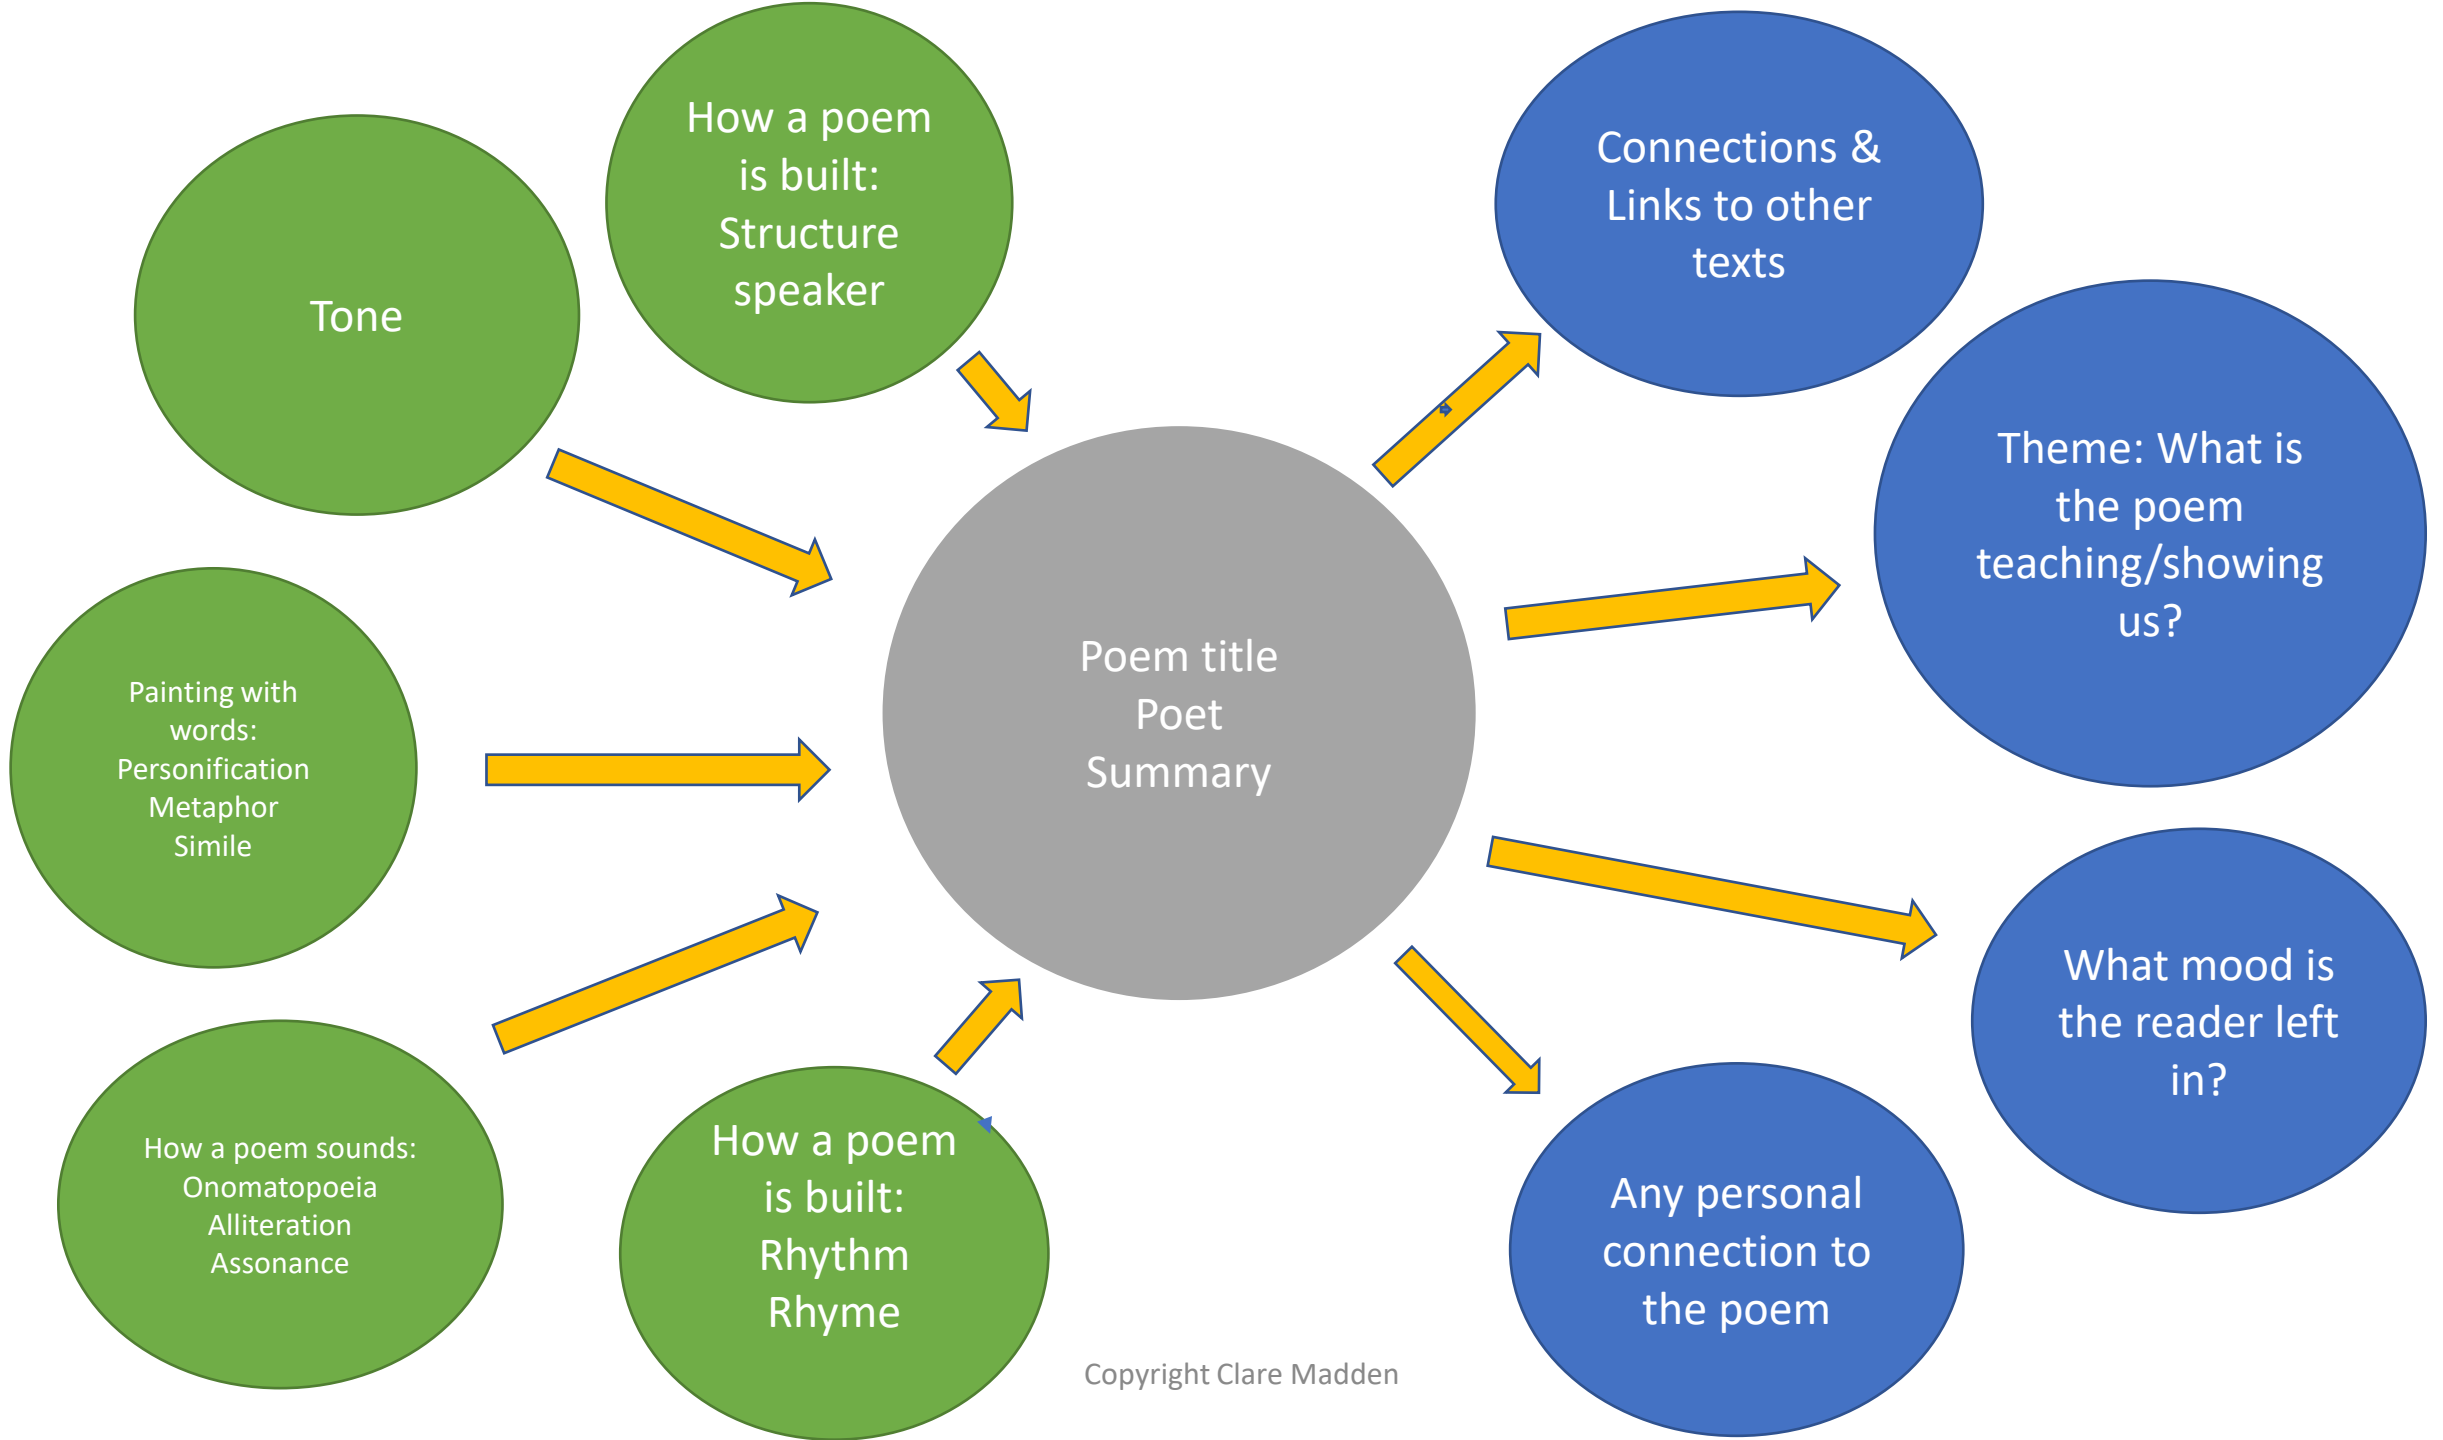 Tone
How a poem
is built:
Structure
speaker
Painting with
words:
Personification
Metaphor
Simile
How a poem sounds:
Onomatopoeia
Alliteration
Assonance
How a poem
is built:
Rhythm
Rhyme
Poem title
Poet
Summary
Connections &
Links to other
texts
Theme: What is
the poem
teaching/showing
us?
What mood is
the reader left
in?
Any personal
connection to
the poem
Copyright Clare Madden